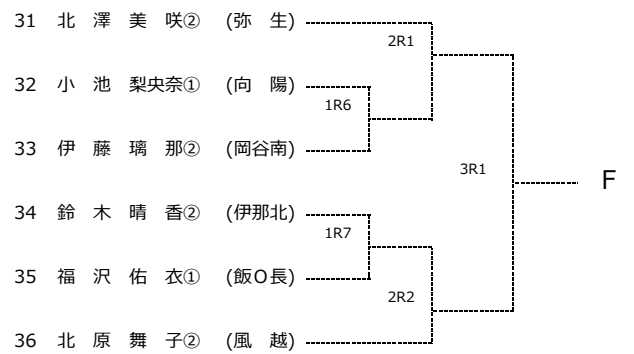 31 北 澤 美 咲② (弥 生)
2R1
32 小 池 梨央奈① (向 陽)
1R6
33 伊 藤 璃 那② (岡谷南)
3R1
F
34 鈴 木 晴 香② (伊那北)
1R7
35 福 沢 佑 衣① (飯O長)
2R2
36 北 原 舞 子② (風 越)